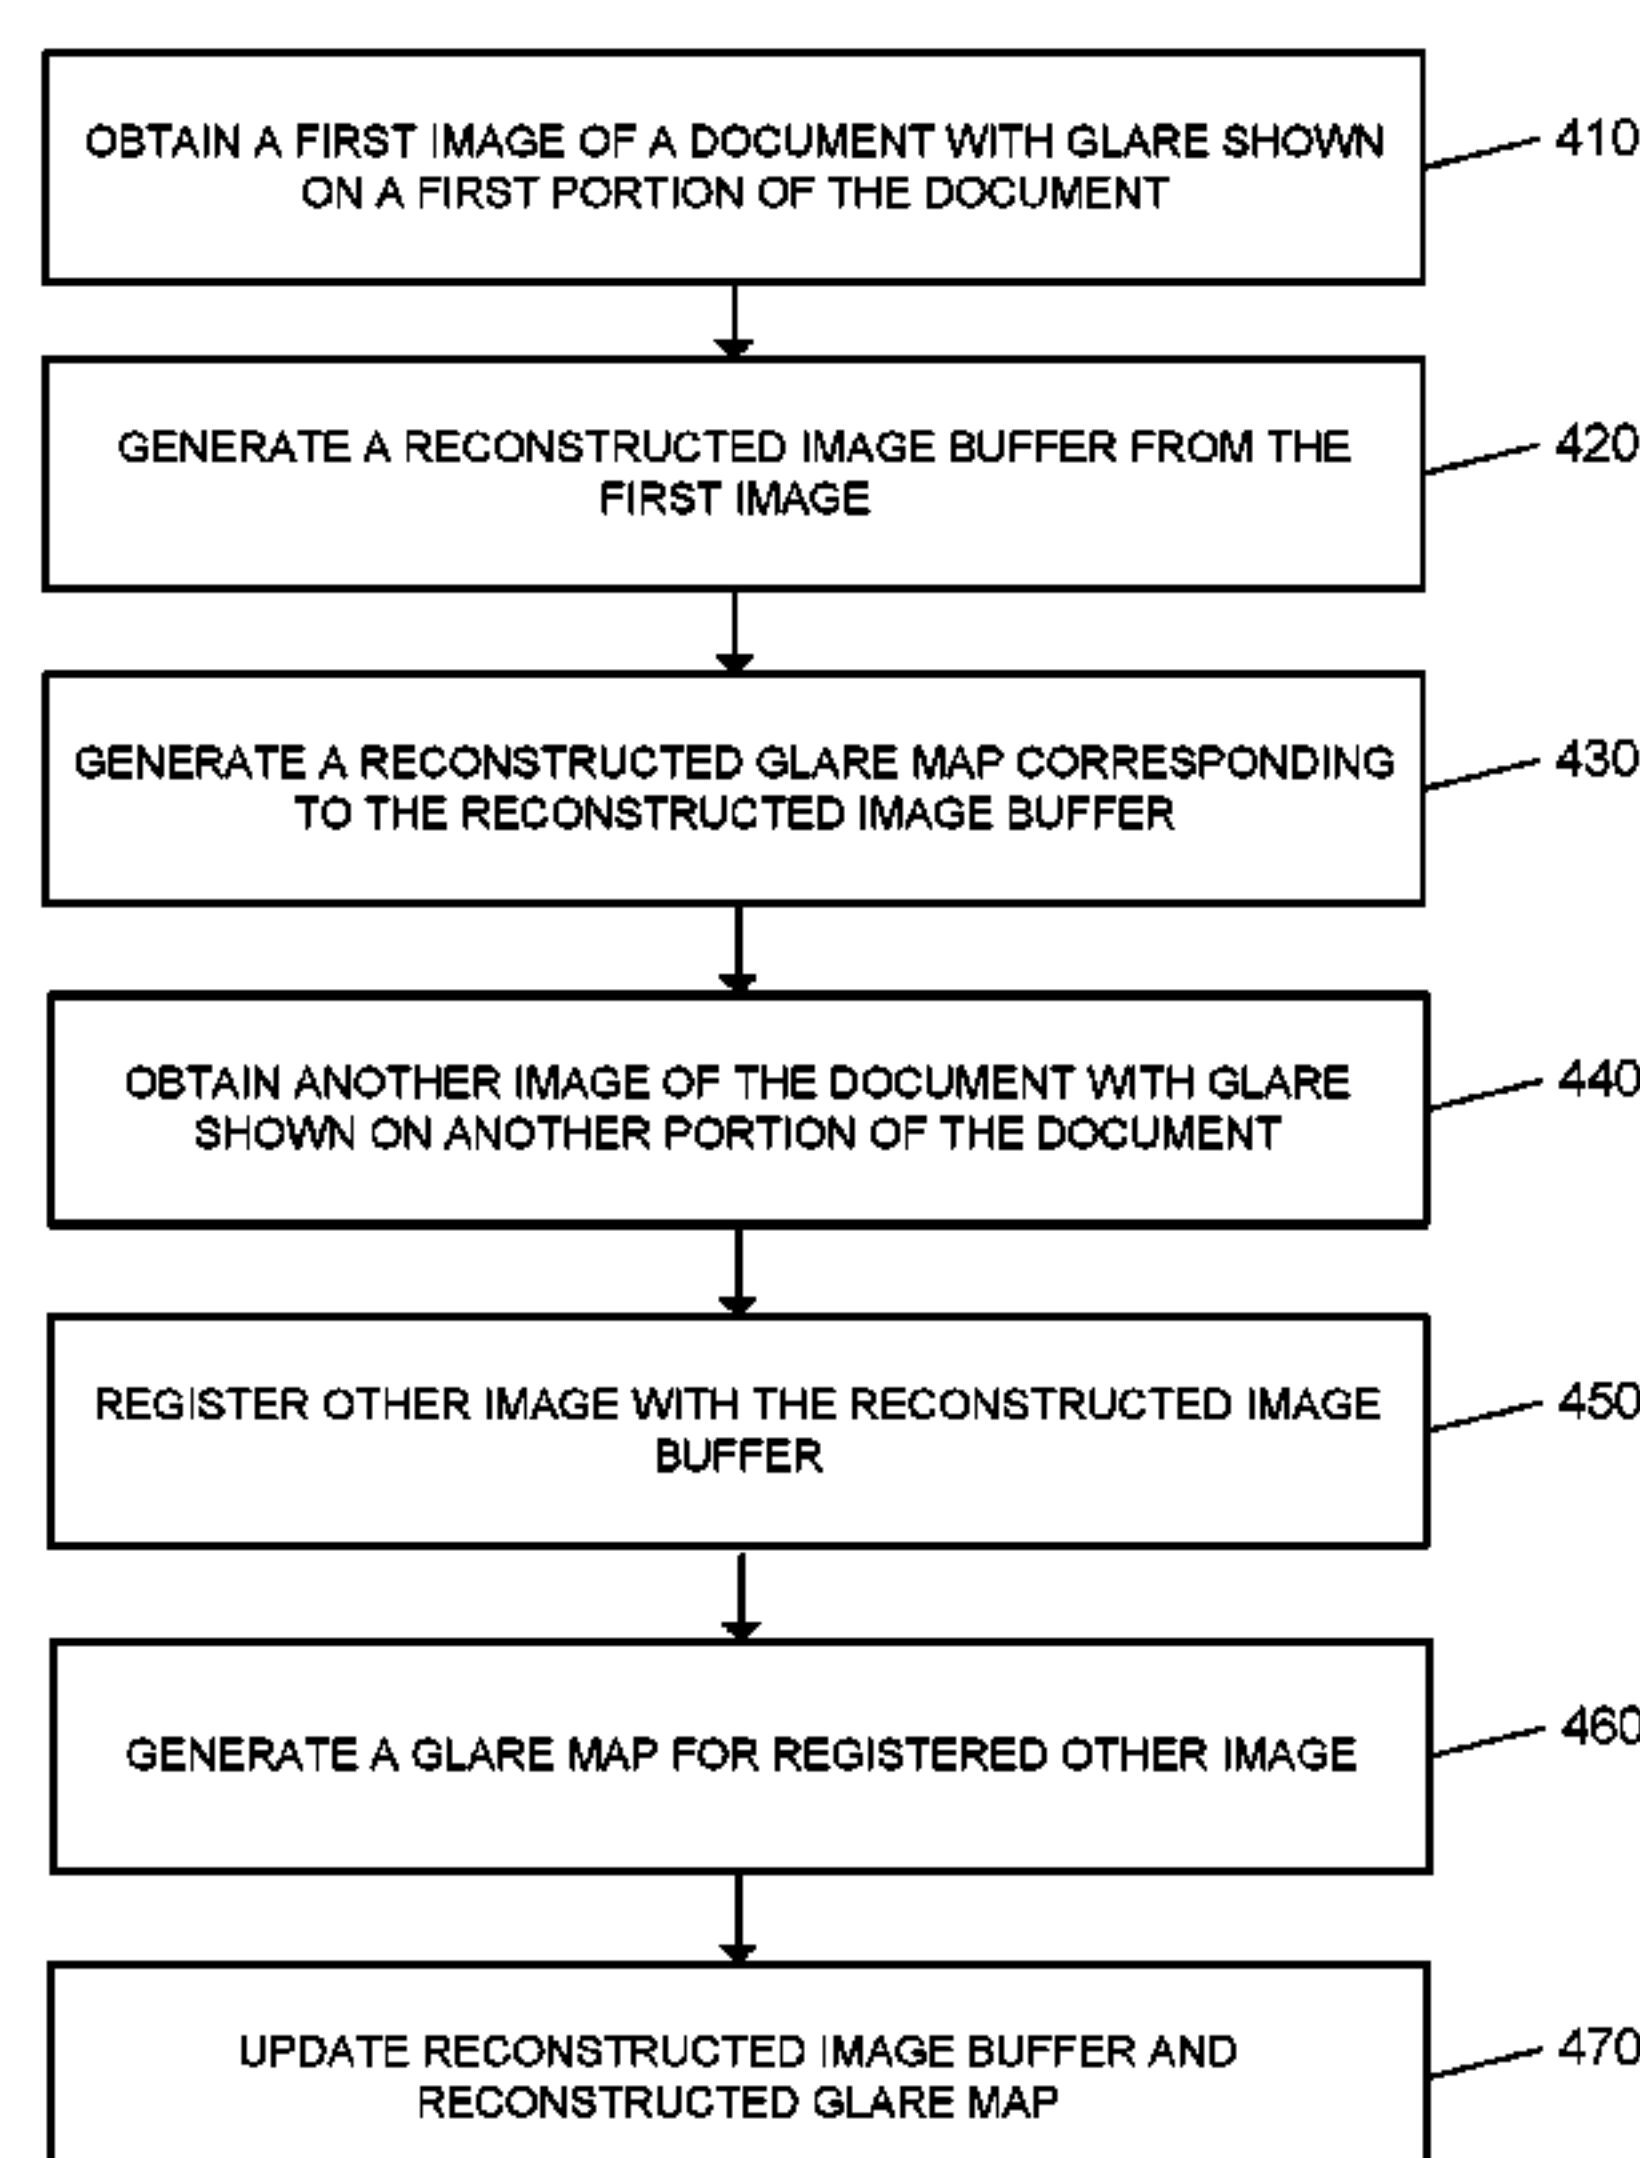 OBTAIN A FIRST IMAGE OF A DOCUMENT WITH GLARE SHOWN
ON A FIRST PORTION OF THE DOCUMENT
410
GENERATE A RECONSTRUCTED IMAGE BUFFER FROM THE
FIRST IMAGE
420
GENERATE A RECONSTRUCTED GLARE MAP CORRESPONDING
TO THE RECONSTRUCTED IMAGE BUFFER
430
OBTAIN ANOTHER IMAGE OF THE DOCUMENT WITH GLARE
SHOWN ON ANOTHER PORTION OF THE DOCUMENT
440
REGISTER OTHER IMAGE WITH THE RECONSTRUCTED IMAGE
BUFFER
450
GENERATE A GLARE MAP FOR REGISTERED OTHER IMAGE
460
UPDATE RECONSTRUCTED IMAGE BUFFER AND
RECONSTRUCTED GLARE MAP
470